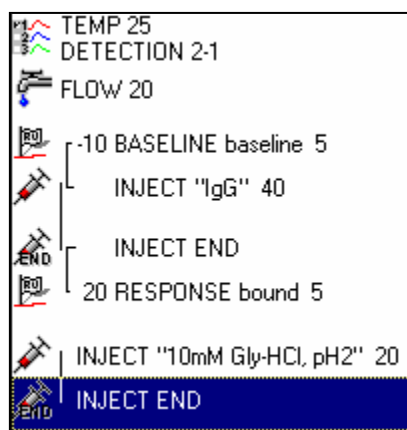 TEMP 25
DETECTION 2-1
FLOW 20
-10 BASELINE baseline 5
INJECT "IgG" 40
INJECT END
20 RESPONSE bound 5
INJECT "10mM Gly-HCl, pH2" 20
INJECT END